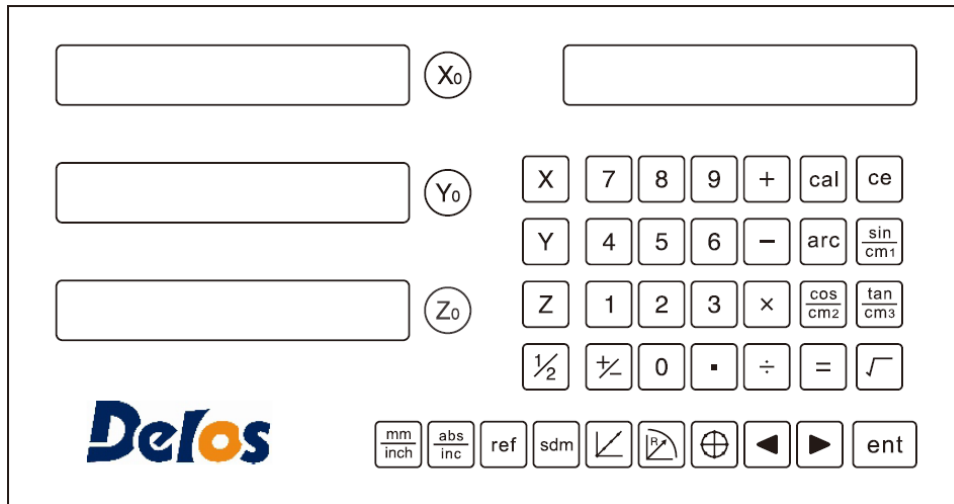 X0
Y0
Z0
X 7 8 9 + cal ce
Y 4 5 6 − arc sin/cm1
Z 1 2 3 × cos/cm2 tan/cm3
1/2 +/− 0 . ÷ = √
Delos
mm/inch abs/inc ref sdm R ent